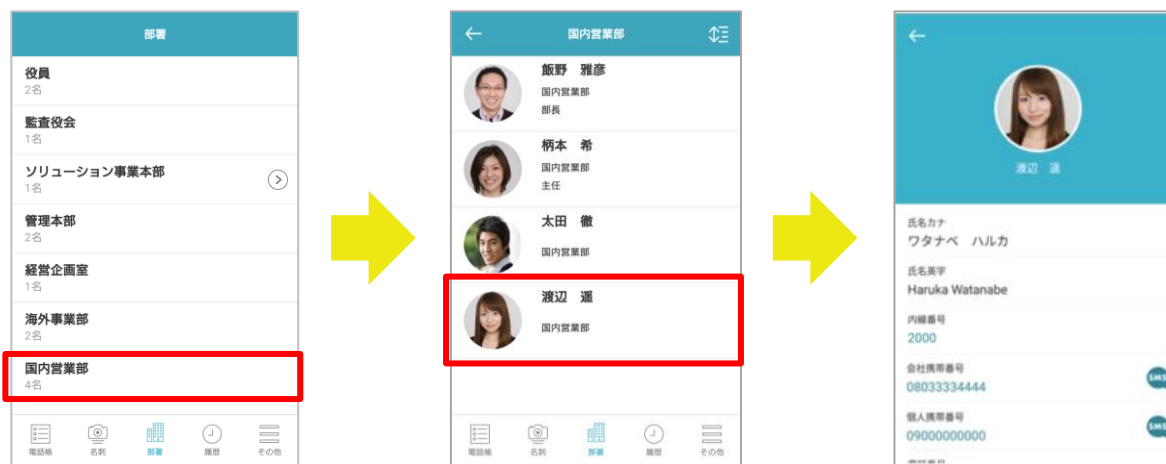 部署
役員
2名
監査役会
1名
ソリューション事業本部
1名
管理本部
2名
経営企画室
1名
海外事業部
2名
国内営業部
4名
電話帳
名刺
部署
履歴
その他
国内営業部
飯野 雅彦
国内営業部
部長
柄本 希
国内営業部
主任
太田 徹
国内営業部
渡辺 遥
国内営業部
電話帳
名刺
部署
履歴
その他
渡辺 遥
氏名カナ
ワタナベ ハルカ
氏名英字
Haruka Watanabe
内線番号
2000
会社携帯番号
08033334444
SMS
個人携帯番号
09000000000
SMS